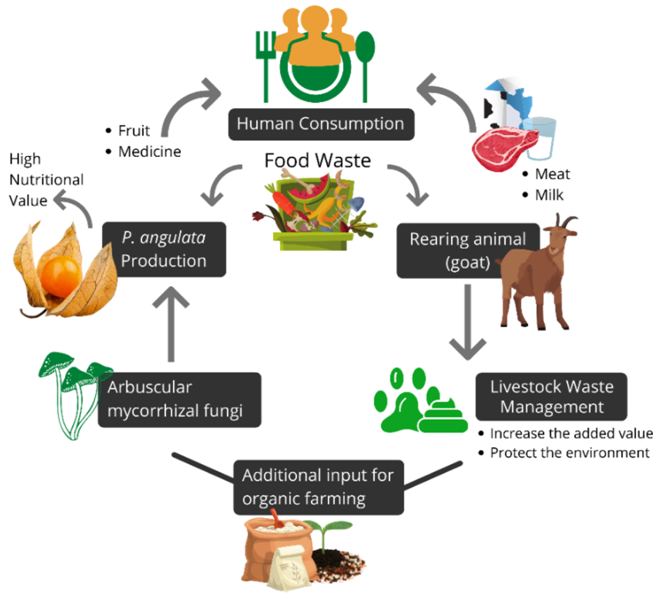 Human Consumption
• Fruit
• Medicine
Food Waste
• Meat
• Milk
High
Nutritional
Value
P. angulata
Production
Rearing animal
(goat)
Arbuscular
mycorrhizal fungi
Livestock Waste
Management
• Increase the added value
• Protect the environment
Additional input for
organic farming